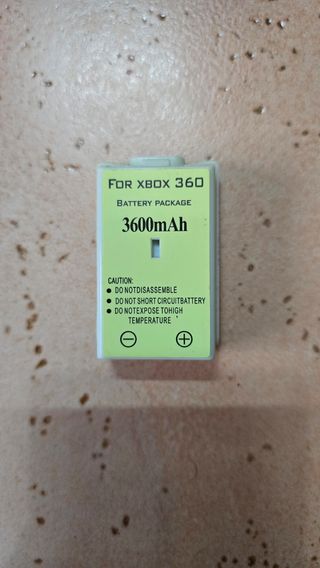 FOR XBOX 360
BATTERY PACKAGE
3600mAh
CAUTION:
● DO NOTDISASSEMBLE
● DO NOT SHORT CIRCUITBATTERY
● DO NOTEXPOSE TOHIGH
TEMPERATURE
⊖ ⊕